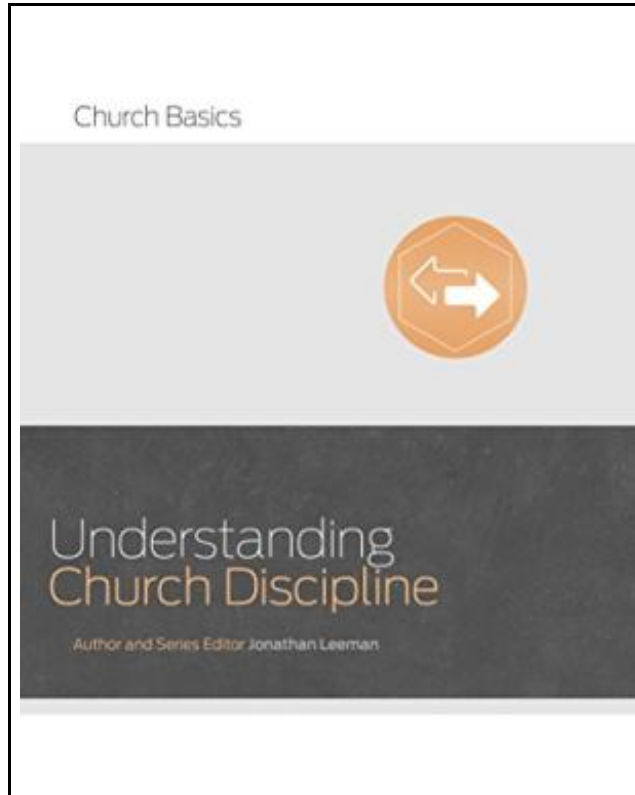 Church Basics
Understanding
Church Discipline
Author and Series Editor Jonathan Leeman